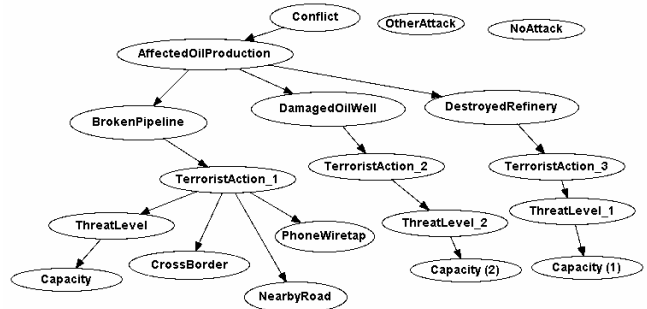 Conflict
OtherAttack
NoAttack
AffectedOilProduction
DamagedOilWell
DestroyedRefinery
BrokenPipeline
TerroristAction_2
TerroristAction_3
TerroristAction_1
ThreatLevel_1
ThreatLevel
ThreatLevel_2
PhoneWiretap
CrossBorder
Capacity (2)
Capacity (1)
Capacity
NearbyRoad